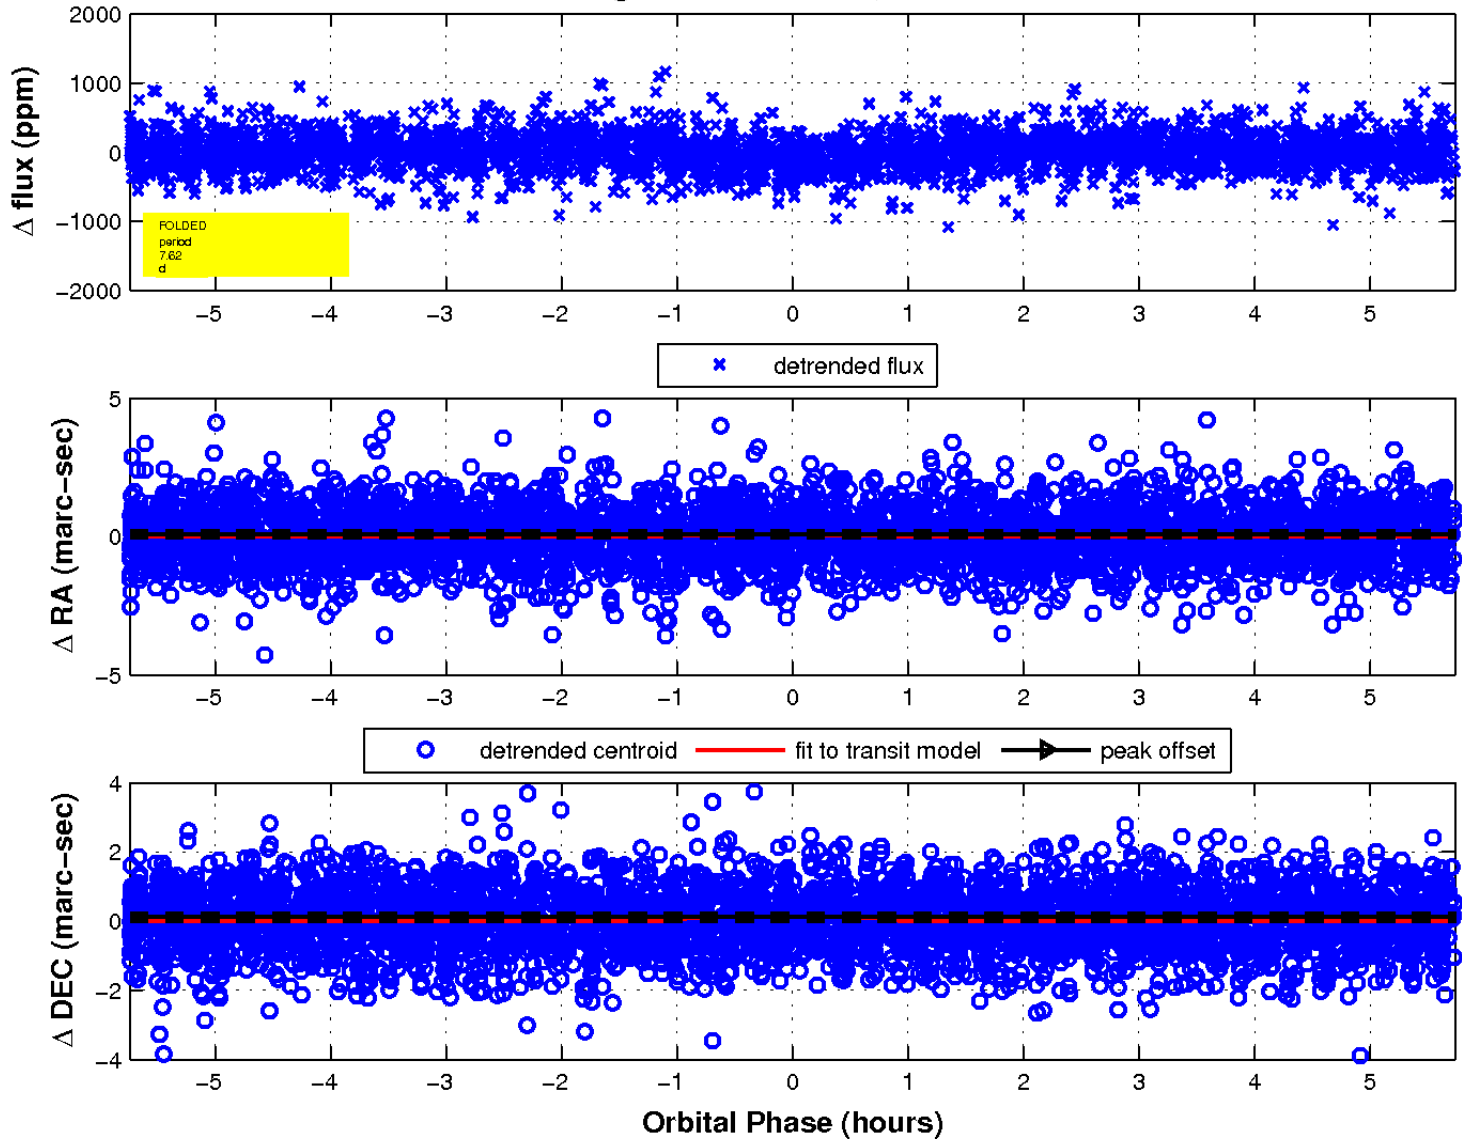 2000
1000
0
−1000
−2000
Δ flux (ppm)
FOLDED
period
7.62
d
−5 −4 −3 −2 −1 0 1 2 3 4 5
detrended flux
5
0
−5
Δ RA (marc−sec)
−5 −4 −3 −2 −1 0 1 2 3 4 5
detrended centroid fit to transit model peak offset
4
2
0
−2
−4
Δ DEC (marc−sec)
−5 −4 −3 −2 −1 0 1 2 3 4 5
Orbital Phase (hours)